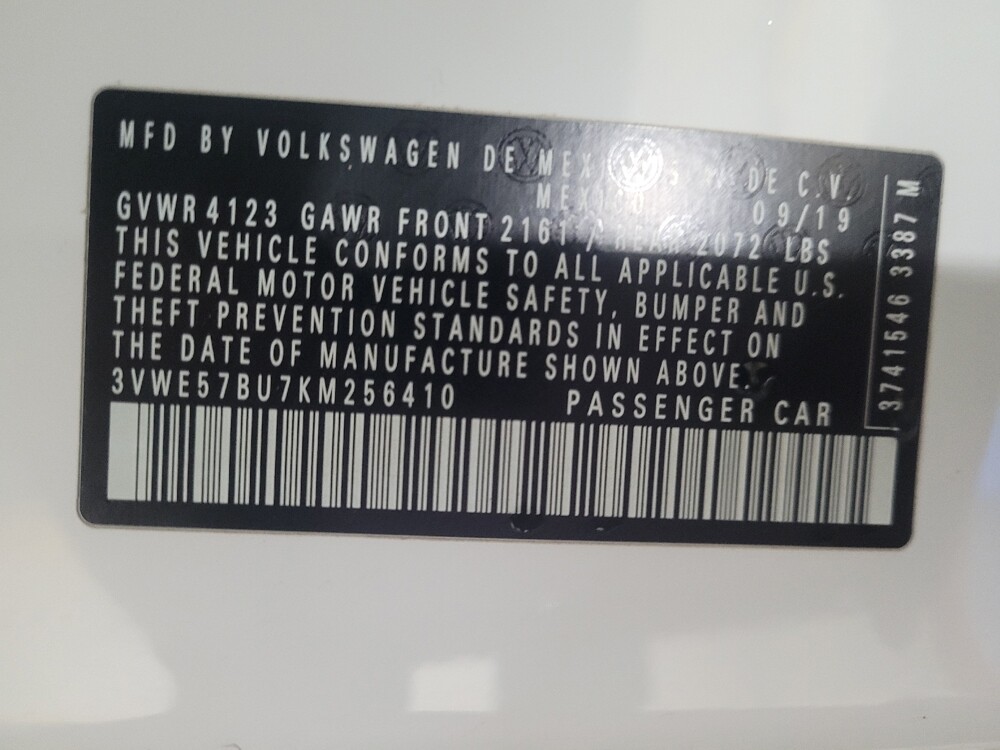 MFD BY VOLKSWAGEN DE MEXICO S.A. DE C.V.
MEXICO 09/19
GVWR 4123 GAWR FRONT 2161 / REAR 2072 LBS
THIS VEHICLE CONFORMS TO ALL APPLICABLE U.S.
FEDERAL MOTOR VEHICLE SAFETY, BUMPER AND
THEFT PREVENTION STANDARDS IN EFFECT ON
THE DATE OF MANUFACTURE SHOWN ABOVE.
3VWE57BU7KM256410 PASSENGER CAR
3741546 3387 M